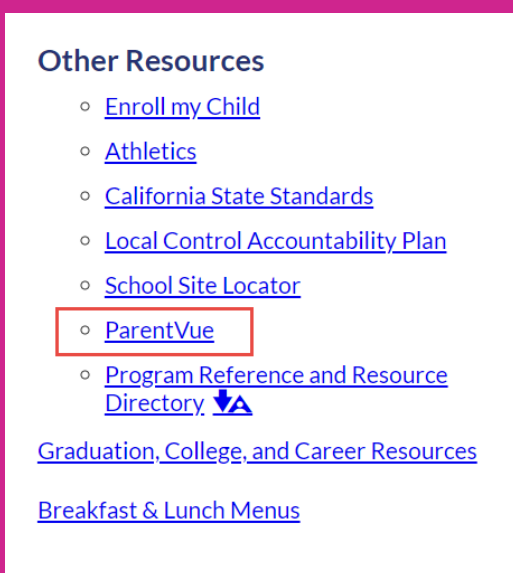 Other Resources
Enroll my Child
Athletics
California State Standards
Local Control Accountability Plan
School Site Locator
ParentVue
Program Reference and Resource
Directory
Graduation, College, and Career Resources
Breakfast & Lunch Menus